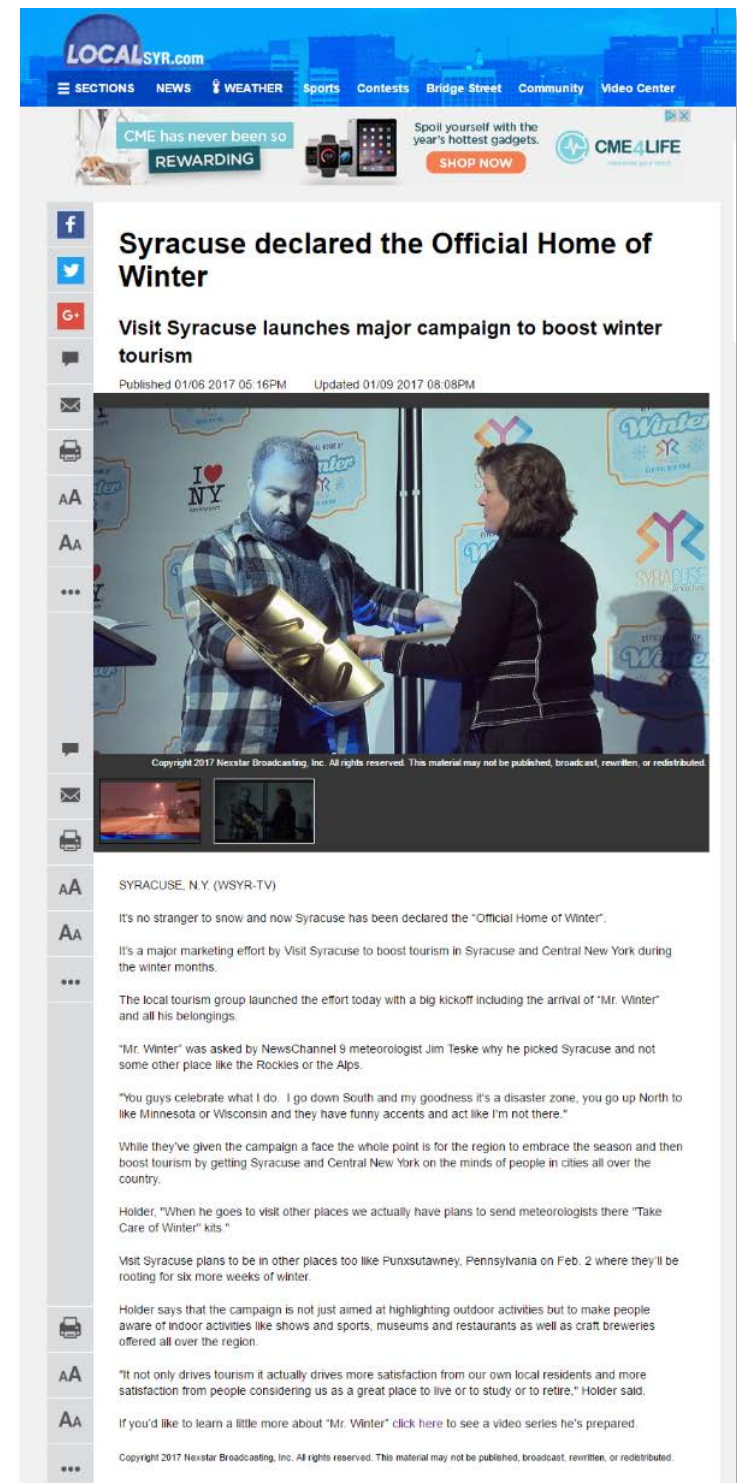 LOCALSYR.com
☰ SECTIONS NEWS WEATHER Sports Contests Bridge Street Community Video Center
CME has never been so
REWARDING
Spoil yourself with the
year's hottest gadgets.
SHOP NOW
CME4LIFE
Syracuse declared the Official Home of
Winter
Visit Syracuse launches major campaign to boost winter
tourism
Published 01/06 2017 05:16PM Updated 01/09 2017 08:08PM
I ♥
NY
Winter
SYR
SYRACUSE
Copyright 2017 Nexstar Broadcasting, Inc. All rights reserved. This material may not be published, broadcast, rewritten, or redistributed.
SYRACUSE, N.Y. (WSYR-TV)
It's no stranger to snow and now Syracuse has been declared the "Official Home of Winter".
It's a major marketing effort by Visit Syracuse to boost tourism in Syracuse and Central New York during
the winter months.
The local tourism group launched the effort today with a big kickoff including the arrival of "Mr. Winter"
and all his belongings.
"Mr. Winter" was asked by NewsChannel 9 meteorologist Jim Teske why he picked Syracuse and not
some other place like the Rockies or the Alps.
"You guys celebrate what I do.  I go down South and my goodness it's a disaster zone, you go up North to
like Minnesota or Wisconsin and they have funny accents and act like I'm not there."
While they've given the campaign a face the whole point is for the region to embrace the season and then
boost tourism by getting Syracuse and Central New York on the minds of people in cities all over the
country.
Holder, "When he goes to visit other places we actually have plans to send meteorologists there "Take
Care of Winter" kits."
Visit Syracuse plans to be in other places too like Punxsutawney, Pennsylvania on Feb. 2 where they'll be
rooting for six more weeks of winter.
Holder says that the campaign is not just aimed at highlighting outdoor activities but to make people
aware of indoor activities like shows and sports, museums and restaurants as well as craft breweries
offered all over the region.
"It not only drives tourism it actually drives more satisfaction from our own local residents and more
satisfaction from people considering us as a great place to live or to study or to retire," Holder said.
If you'd like to learn a little more about "Mr. Winter" click here to see a video series he's prepared.
Copyright 2017 Nexstar Broadcasting, Inc. All rights reserved. This material may not be published, broadcast, rewritten, or redistributed.